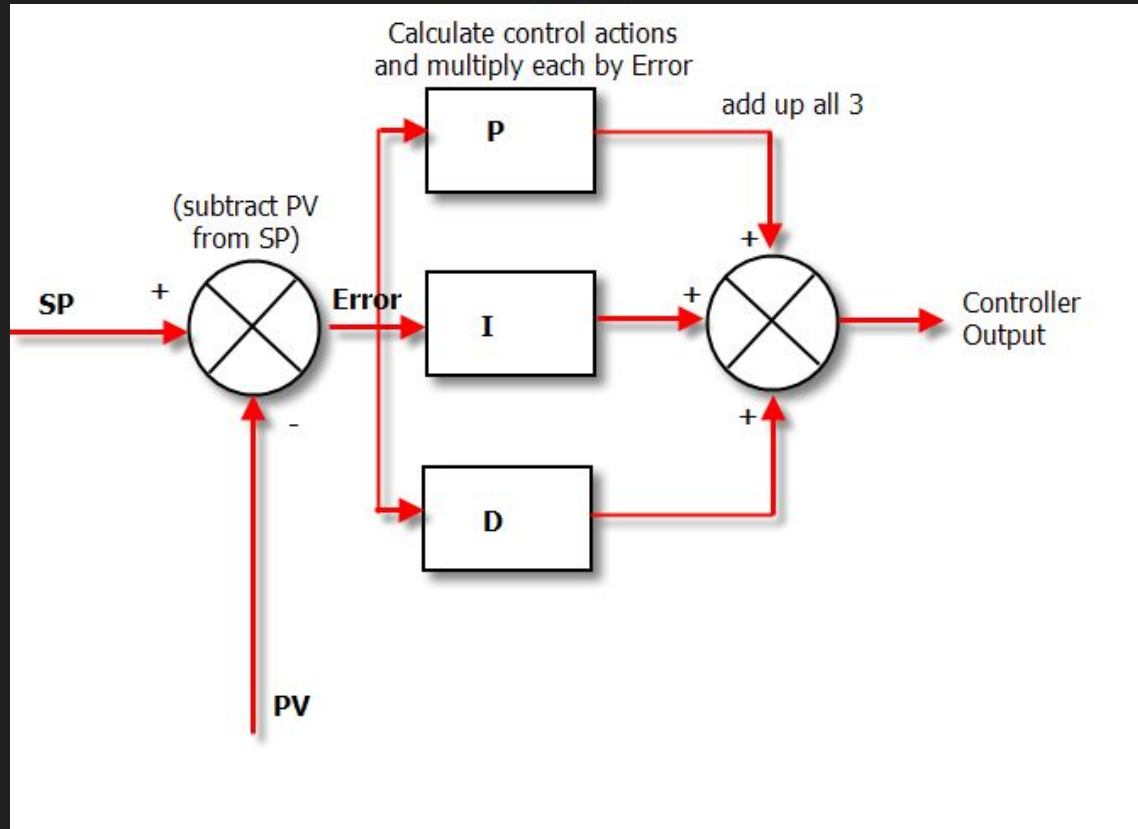 Calculate control actions
and multiply each by Error
P
add up all 3
(subtract PV
from SP)
+
SP
+
Error
I
+
Controller
Output
-
+
D
PV